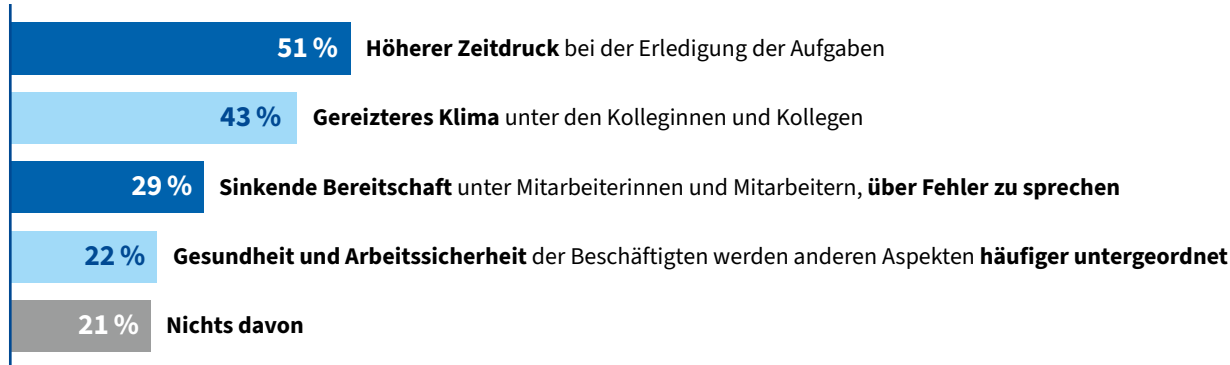 51 % Höherer Zeitdruck bei der Erledigung der Aufgaben
43 % Gereizteres Klima unter den Kolleginnen und Kollegen
29 % Sinkende Bereitschaft unter Mitarbeiterinnen und Mitarbeitern, über Fehler zu sprechen
22 % Gesundheit und Arbeitssicherheit der Beschäftigten werden anderen Aspekten häufiger untergeordnet
21 % Nichts davon